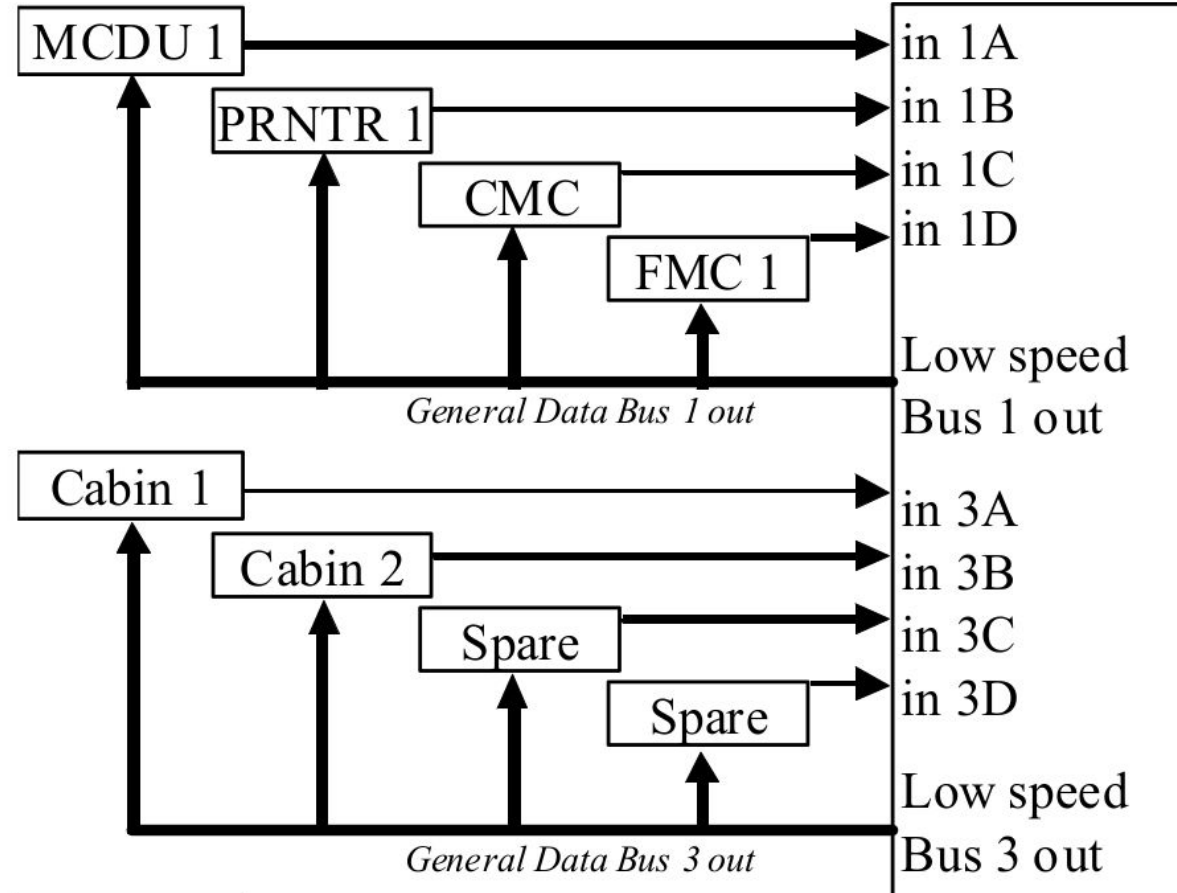 MCDU 1
in 1A
PRNTR 1
in 1B
CMC
in 1C
FMC 1
in 1D
Low speed
Bus 1 out
General Data Bus 1 out
Cabin 1
in 3A
Cabin 2
in 3B
Spare
in 3C
Spare
in 3D
Low speed
Bus 3 out
General Data Bus 3 out